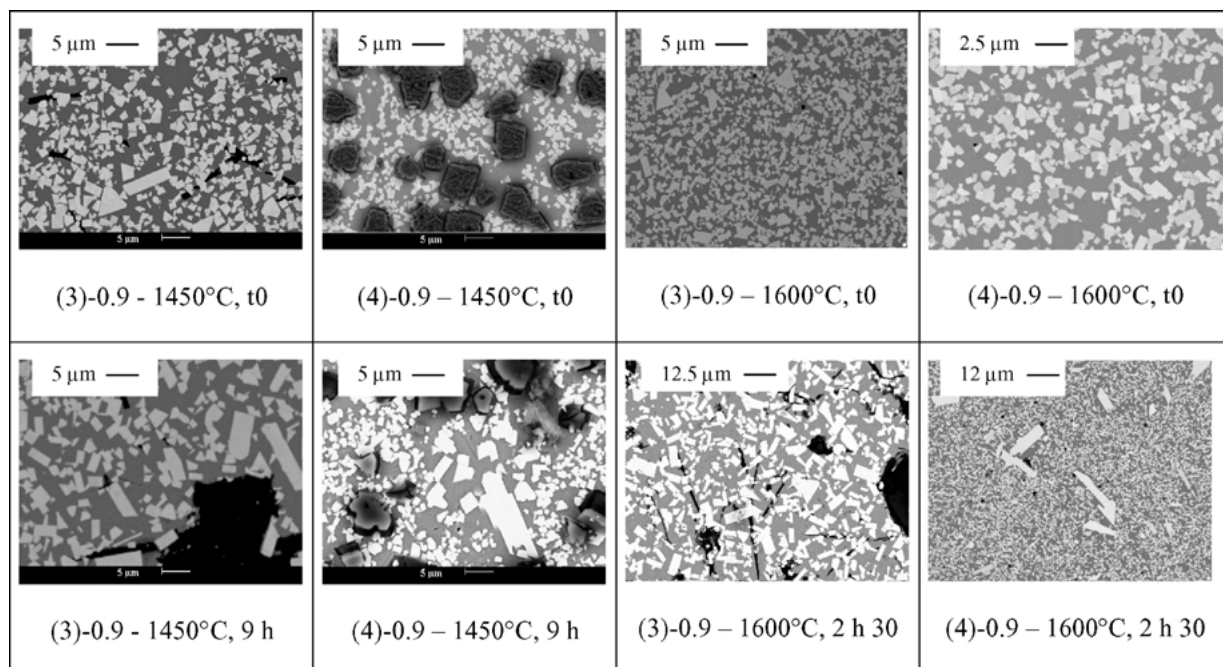 5 µm
5 µm
5 µm
2.5 µm
5 µm
5 µm
(3)-0.9 - 1450°C, t0
(4)-0.9 – 1450°C, t0
(3)-0.9 – 1600°C, t0
(4)-0.9 – 1600°C, t0
5 µm
5 µm
12.5 µm
12 µm
5 µm
5 µm
(3)-0.9 - 1450°C, 9 h
(4)-0.9 – 1450°C, 9 h
(3)-0.9 – 1600°C, 2 h 30
(4)-0.9 – 1600°C, 2 h 30